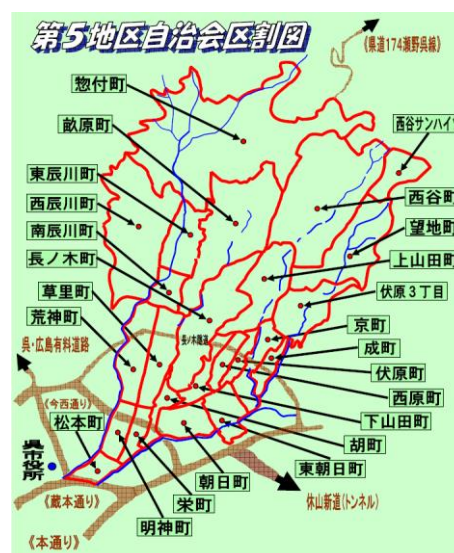 第5地区自治会区割図
《県道174瀬野呉線》
惣付町
畝原町
西谷サンハイツ
東辰川町
西辰川町
西谷町
南辰川町
望地町
長ノ木町
上山田町
草里町
伏原3丁目
荒神町
長ノ木隧道
京町
成町
呉・広島有料道路
伏原町
西原町
(今西通り)
下山田町
松本町
胡町
呉市役所
朝日町
東朝日町
栄町
《蔵本通り》
明神町
休山新道(トンネル)
《本通り》